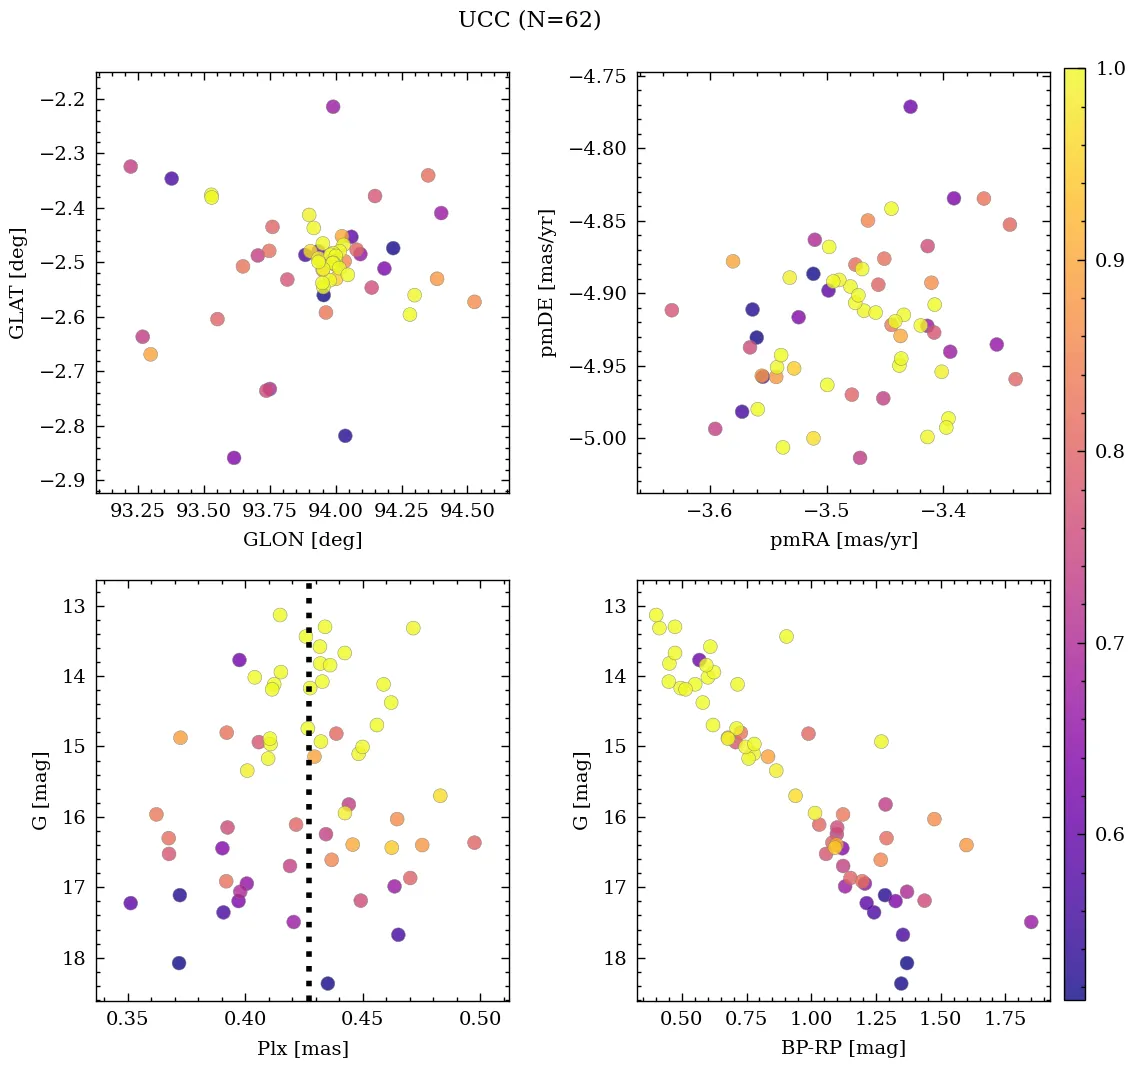 UCC (N=62)
−2.2
−2.3
−2.4
−2.5
−2.6
−2.7
−2.8
−2.9
GLAT [deg]
93.25 93.50 93.75 94.00 94.25 94.50
GLON [deg]
−4.75
−4.80
−4.85
−4.90
−4.95
−5.00
pmDE [mas/yr]
−3.6 −3.5 −3.4
pmRA [mas/yr]
1.0
0.9
0.8
0.7
0.6
13
14
15
16
17
18
G [mag]
0.35 0.40 0.45 0.50
Plx [mas]
13
14
15
16
17
18
G [mag]
0.50 0.75 1.00 1.25 1.50 1.75
BP-RP [mag]